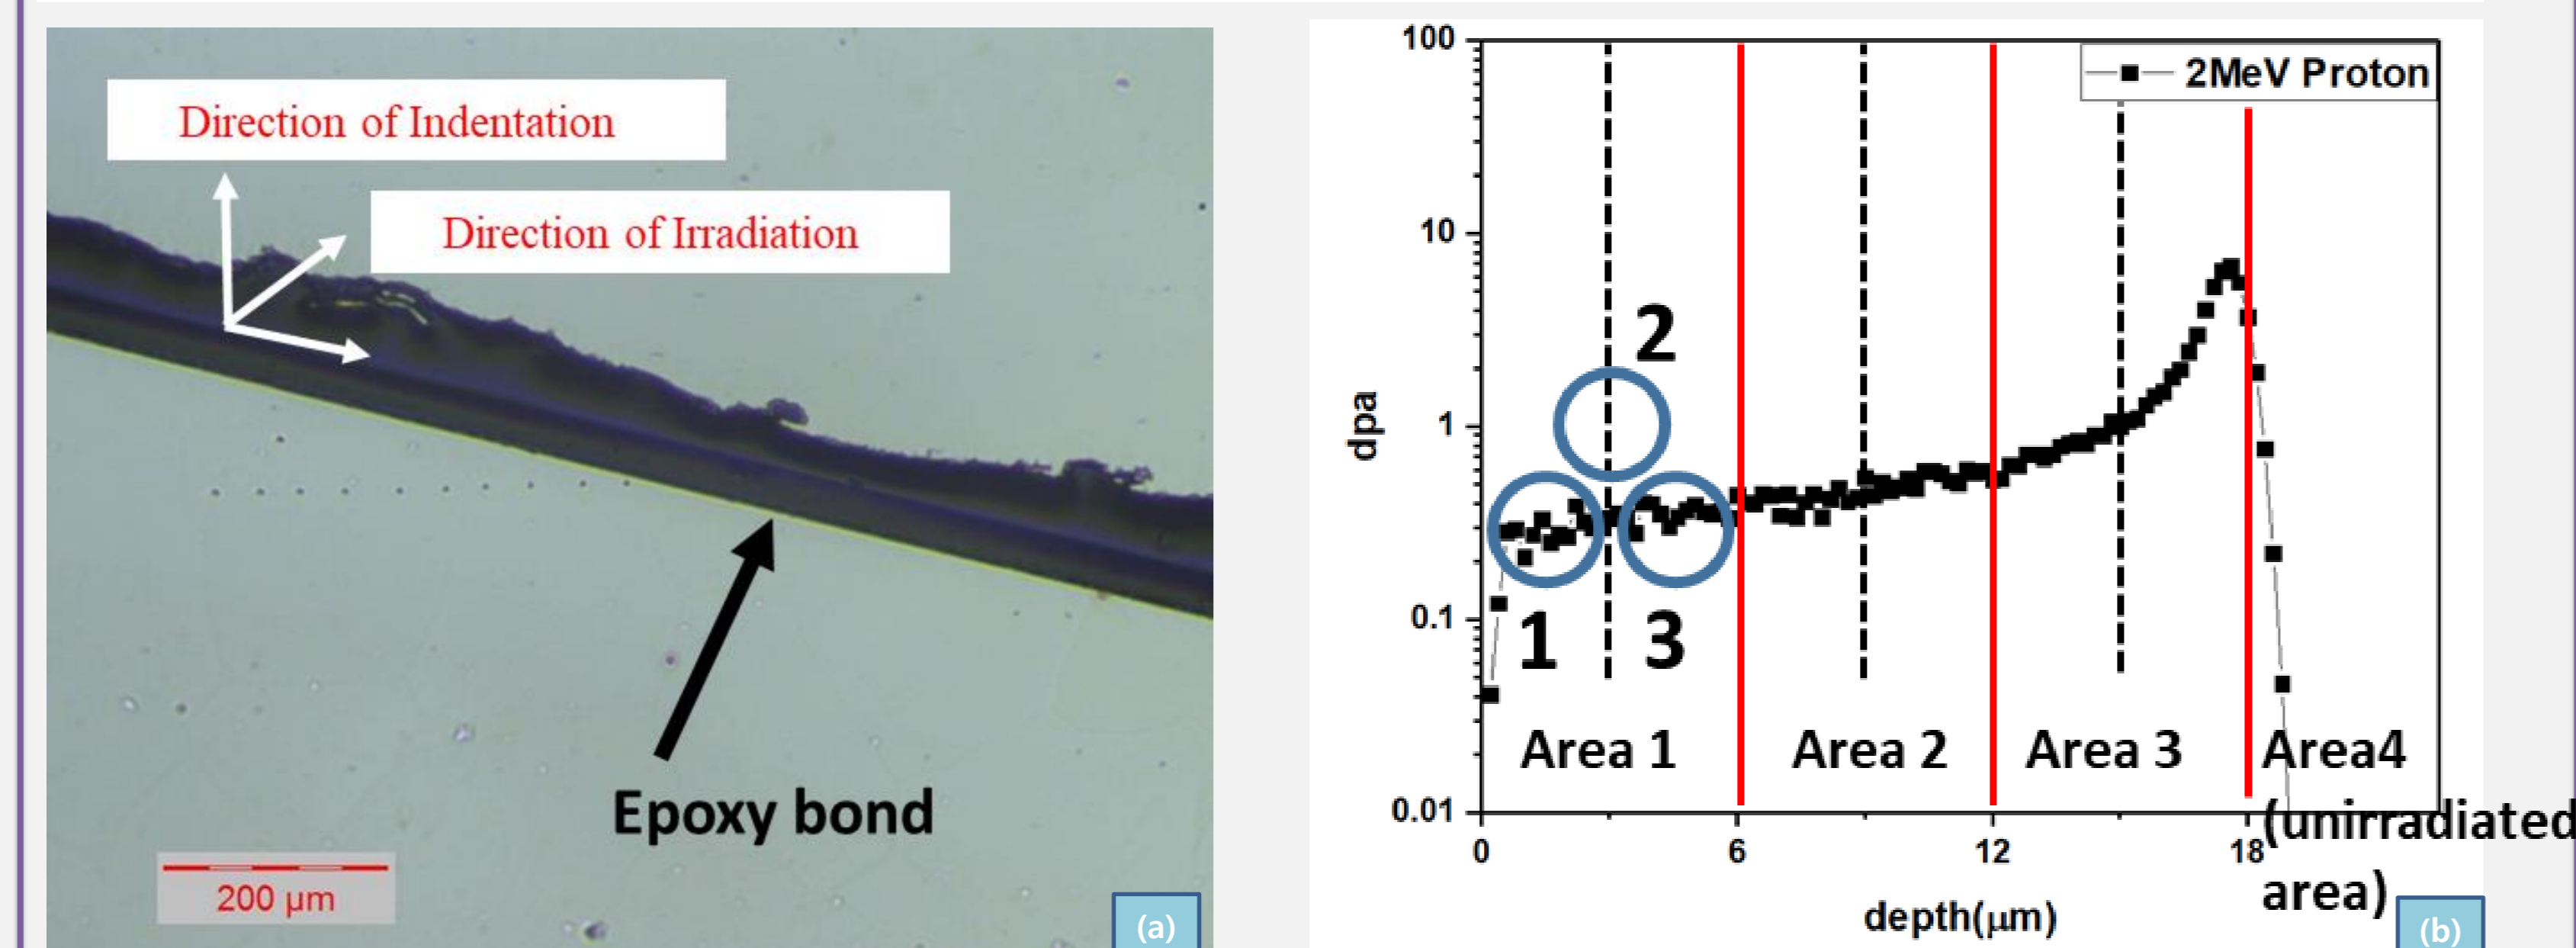 Direction of Indentation
Direction of Irradiation
Epoxy bond
200 µm
(a)
100
10
1
0.1
0.01
dpa
2MeV Proton
2
1
3
Area 1
Area 2
Area 3
Area4
(unirradiated
area)
0
6
12
18
depth(µm)
(b)